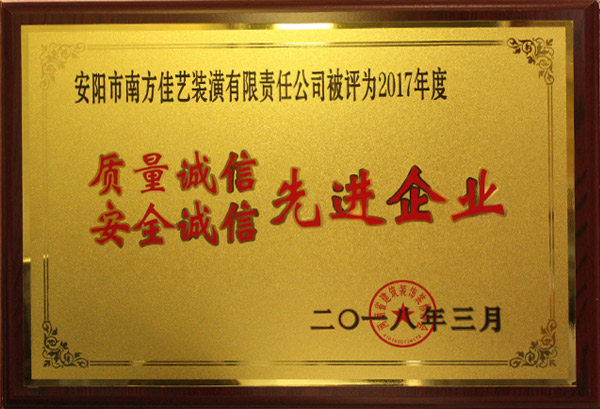 安阳市南方佳艺装潢有限责任公司被评为2017年度
质量诚信
安全诚信
先进企业
二〇一八年三月